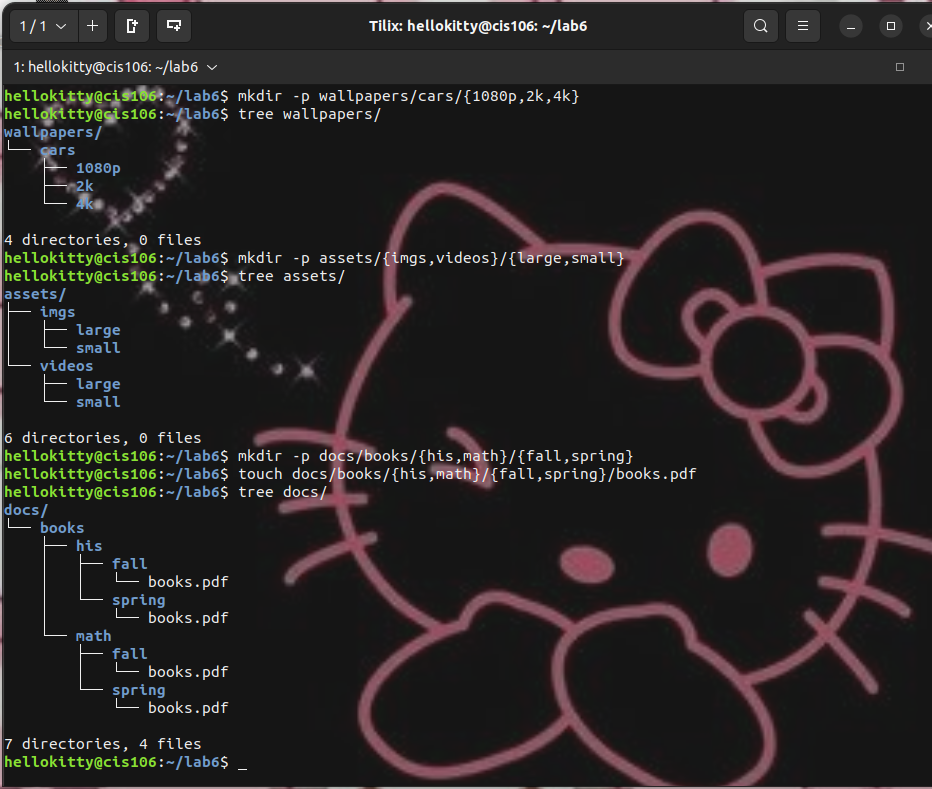 1 / 1
Tilix: hellokitty@cis106: ~/lab6
1: hellokitty@cis106: ~/lab6
hellokitty@cis106:~/lab6$ mkdir -p wallpapers/cars/{1080p,2k,4k}
hellokitty@cis106:~/lab6$ tree wallpapers/
wallpapers/
└── cars
    ├── 1080p
    ├── 2k
    └── 4k
4 directories, 0 files
hellokitty@cis106:~/lab6$ mkdir -p assets/{imgs,videos}/{large,small}
hellokitty@cis106:~/lab6$ tree assets/
assets/
├── imgs
│   ├── large
│   └── small
└── videos
    ├── large
    └── small
6 directories, 0 files
hellokitty@cis106:~/lab6$ mkdir -p docs/books/{his,math}/{fall,spring}
hellokitty@cis106:~/lab6$ touch docs/books/{his,math}/{fall,spring}/books.pdf
hellokitty@cis106:~/lab6$ tree docs/
docs/
└── books
    ├── his
    │   ├── fall
    │   │   └── books.pdf
    │   └── spring
    │       └── books.pdf
    └── math
        ├── fall
        │   └── books.pdf
        └── spring
            └── books.pdf
7 directories, 4 files
hellokitty@cis106:~/lab6$ _